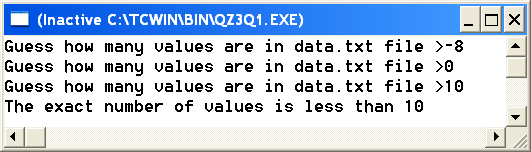 (Inactive C:\TCWIN\BIN\QZ3Q1.EXE)
Guess how many values are in data.txt file >-8
Guess how many values are in data.txt file >0
Guess how many values are in data.txt file >10
The exact number of values is less than 10